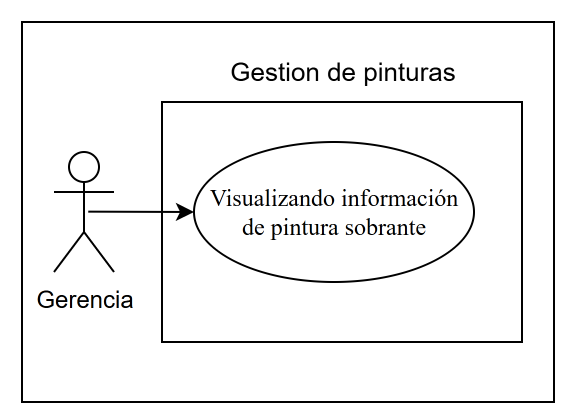 Gestion de pinturas
Visualizando información
de pintura sobrante
Gerencia